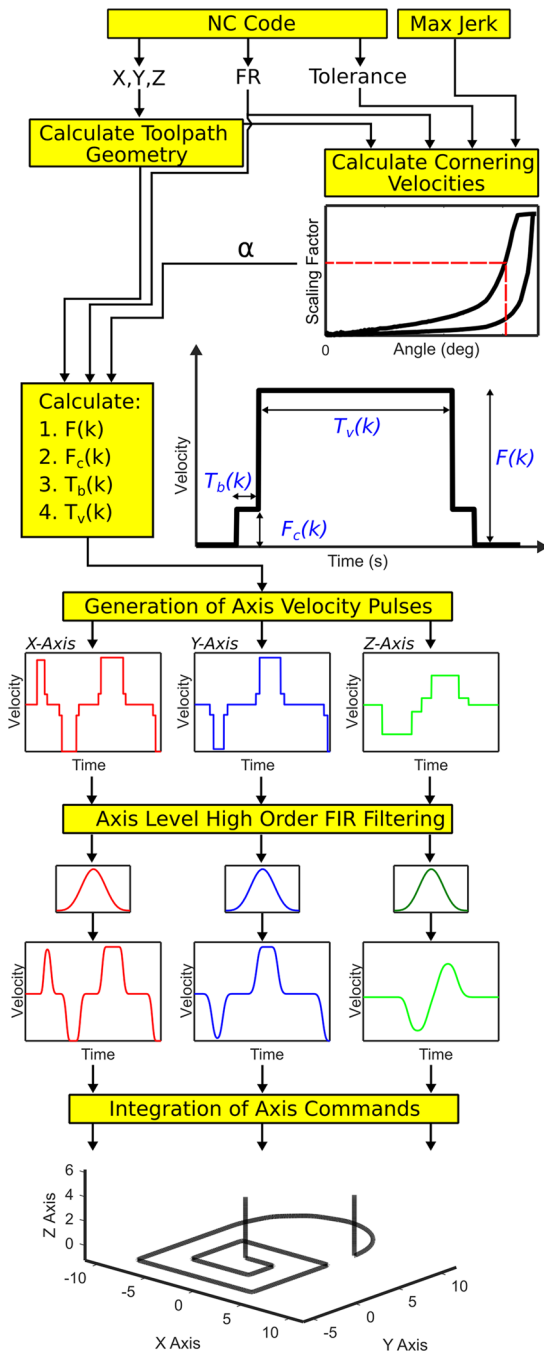 NC Code
Max Jerk
X,Y,Z
FR
Tolerance
Calculate Toolpath
Geometry
Calculate Cornering
Velocities
α
Scaling Factor
0
Angle (deg)
Calculate:
1. F(k)
2. Fc(k)
3. Tb(k)
4. Tv(k)
Velocity
Tv(k)
Tb(k)
F(k)
Fc(k)
Time (s)
Generation of Axis Velocity Pulses
X-Axis
Y-Axis
Z-Axis
Velocity
Velocity
Velocity
Time
Time
Time
Axis Level High Order FIR Filtering
Velocity
Velocity
Velocity
Time
Time
Time
Integration of Axis Commands
Z Axis
6
4
2
0
-10
-5
0
5
10
X Axis
-5
0
5
10
Y Axis